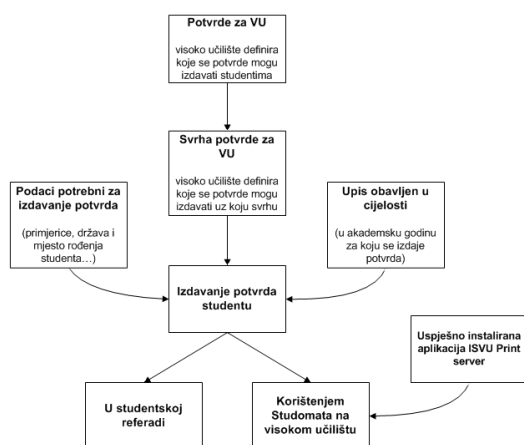 Potvrde za VU
visoko učilište definira
koje se potvrde mogu
izdavati studentima
Svrha potvrde za
VU
visoko učilište definira
koje se potvrde mogu
izdavati uz koju svrhu
Podaci potrebni za
izdavanje potvrda
(primjerice, država i
mjesto rođenja
studenta...)
Upis obavljen u
cijelosti
(u akademsku godinu
za koju se izdaje
potvrda)
Izdavanje potvrda
studentu
Uspješno instalirana
aplikacija ISVU Print
server
U studentskoj
referadi
Korištenjem
Studomata na
visokom učilištu